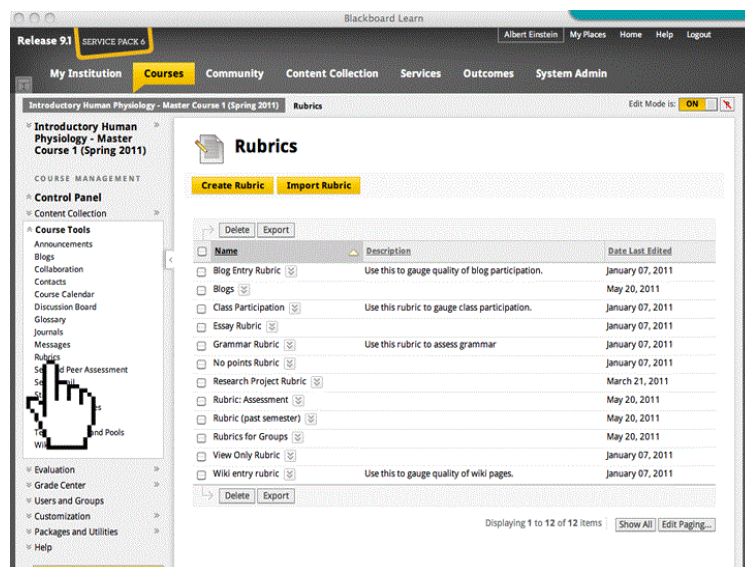 Blackboard Learn
Release 9.1 SERVICE PACK 6
Albert Einstein My Places Home Help Logout
My Institution Courses Community Content Collection Services Outcomes System Admin
Introductory Human Physiology - Master Course 1 (Spring 2011) Rubrics
Edit Mode is: ON
Introductory Human
Physiology - Master
Course 1 (Spring 2011)
COURSE MANAGEMENT
Control Panel
Content Collection
Course Tools
Announcements
Blogs
Collaboration
Contacts
Course Calendar
Discussion Board
Glossary
Journals
Messages
Rubrics
Peer Assessment
and Pools
Evaluation
Grade Center
Users and Groups
Customization
Packages and Utilities
Help
Rubrics
Create Rubric Import Rubric
Delete Export
Name Description Date Last Edited
Blog Entry Rubric Use this to gauge quality of blog participation. January 07, 2011
Blogs May 20, 2011
Class Participation Use this rubric to gauge class participation. January 07, 2011
Essay Rubric January 07, 2011
Grammar Rubric Use this rubric to assess grammar January 07, 2011
No points Rubric January 07, 2011
Research Project Rubric March 21, 2011
Rubric: Assessment May 20, 2011
Rubric (past semester) May 20, 2011
Rubrics for Groups May 20, 2011
View Only Rubric January 07, 2011
Wiki entry rubric Use this to gauge quality of wiki pages. January 07, 2011
Delete Export
Displaying 1 to 12 of 12 items Show All Edit Paging...